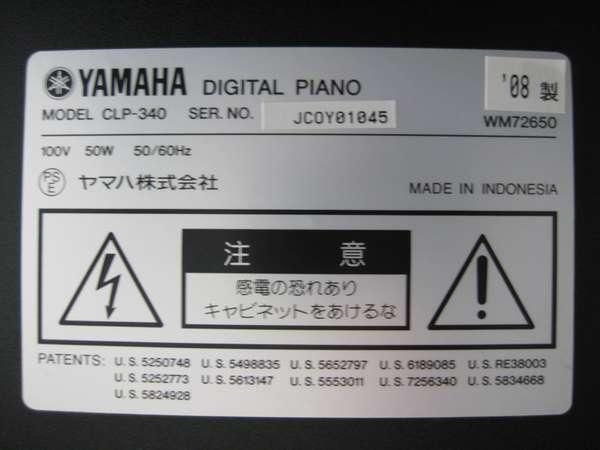 YAMAHA DIGITAL PIANO
'08 製
MODEL CLP-340 SER. NO. JCOY01045 WM72650
100V 50W 50/60Hz
PS E ヤマハ株式会社 MADE IN INDONESIA
注 意
感電の恐れあり
キャビネットをあけるな
PATENTS: U.S. 5250748 U.S. 5498835 U.S. 5652797 U.S. 6189085 U.S. RE38003
U.S. 5252773 U.S. 5613147 U.S. 5553011 U.S. 7256340 U.S. 5834668
U.S. 5824928